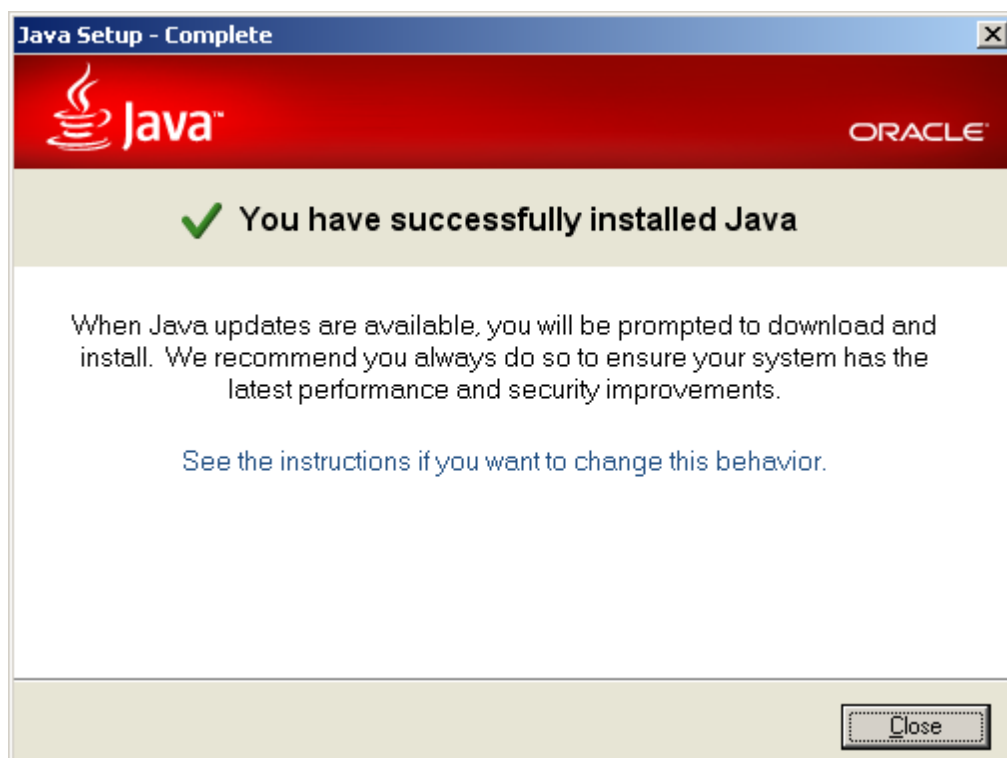 Java Setup - Complete
Java™
ORACLE®
You have successfully installed Java
When Java updates are available, you will be prompted to download and
install. We recommend you always do so to ensure your system has the
latest performance and security improvements.
See the instructions if you want to change this behavior.
Close